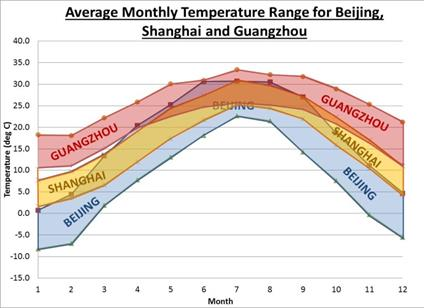 Average Monthly Temperature Range for Beijing,
Shanghai and Guangzhou
Temperature (deg C)
40.0
35.0
30.0
25.0
20.0
15.0
10.0
5.0
0.0
-5.0
-10.0
-15.0
GUANGZHOU
SHANGHAI
BEIJING
BEIJING
GUANGZHOU
SHANGHAI
BEIJING
1 2 3 4 5 6 7 8 9 10 11 12
Month